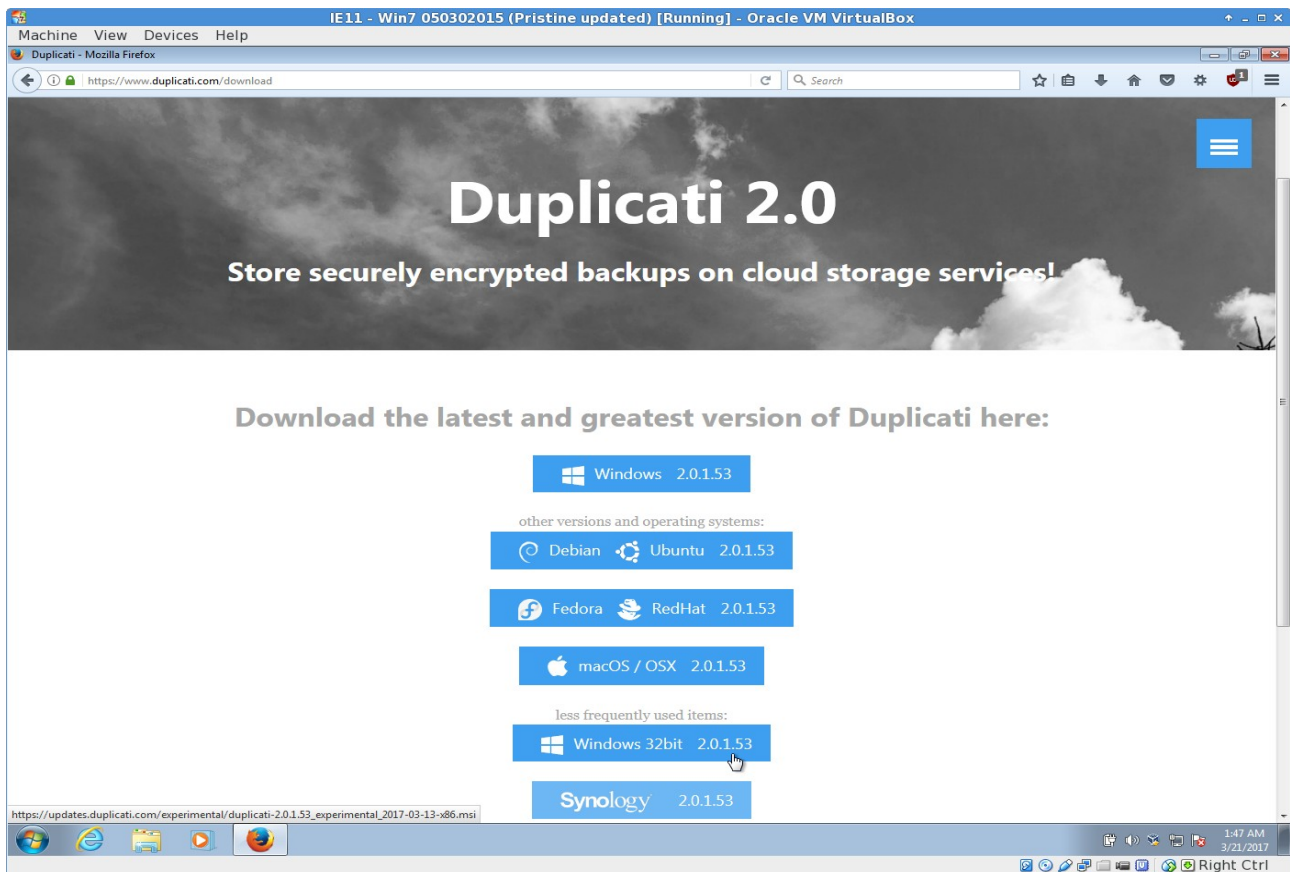 IE11 - Win7 050302015 (Pristine updated) [Running] - Oracle VM VirtualBox
Machine View Devices Help
Duplicati - Mozilla Firefox
https://www.duplicati.com/download
Search
1
Duplicati 2.0
Store securely encrypted backups on cloud storage services!
Download the latest and greatest version of Duplicati here:
Windows 2.0.1.53
other versions and operating systems:
Debian Ubuntu 2.0.1.53
Fedora RedHat 2.0.1.53
macOS / OSX 2.0.1.53
less frequently used items:
Windows 32bit 2.0.1.53
Synology 2.0.1.53
https://updates.duplicati.com/experimental/duplicati-2.0.1.53_experimental_2017-03-13-x86.msi
1:47 AM
3/21/2017
Right Ctrl